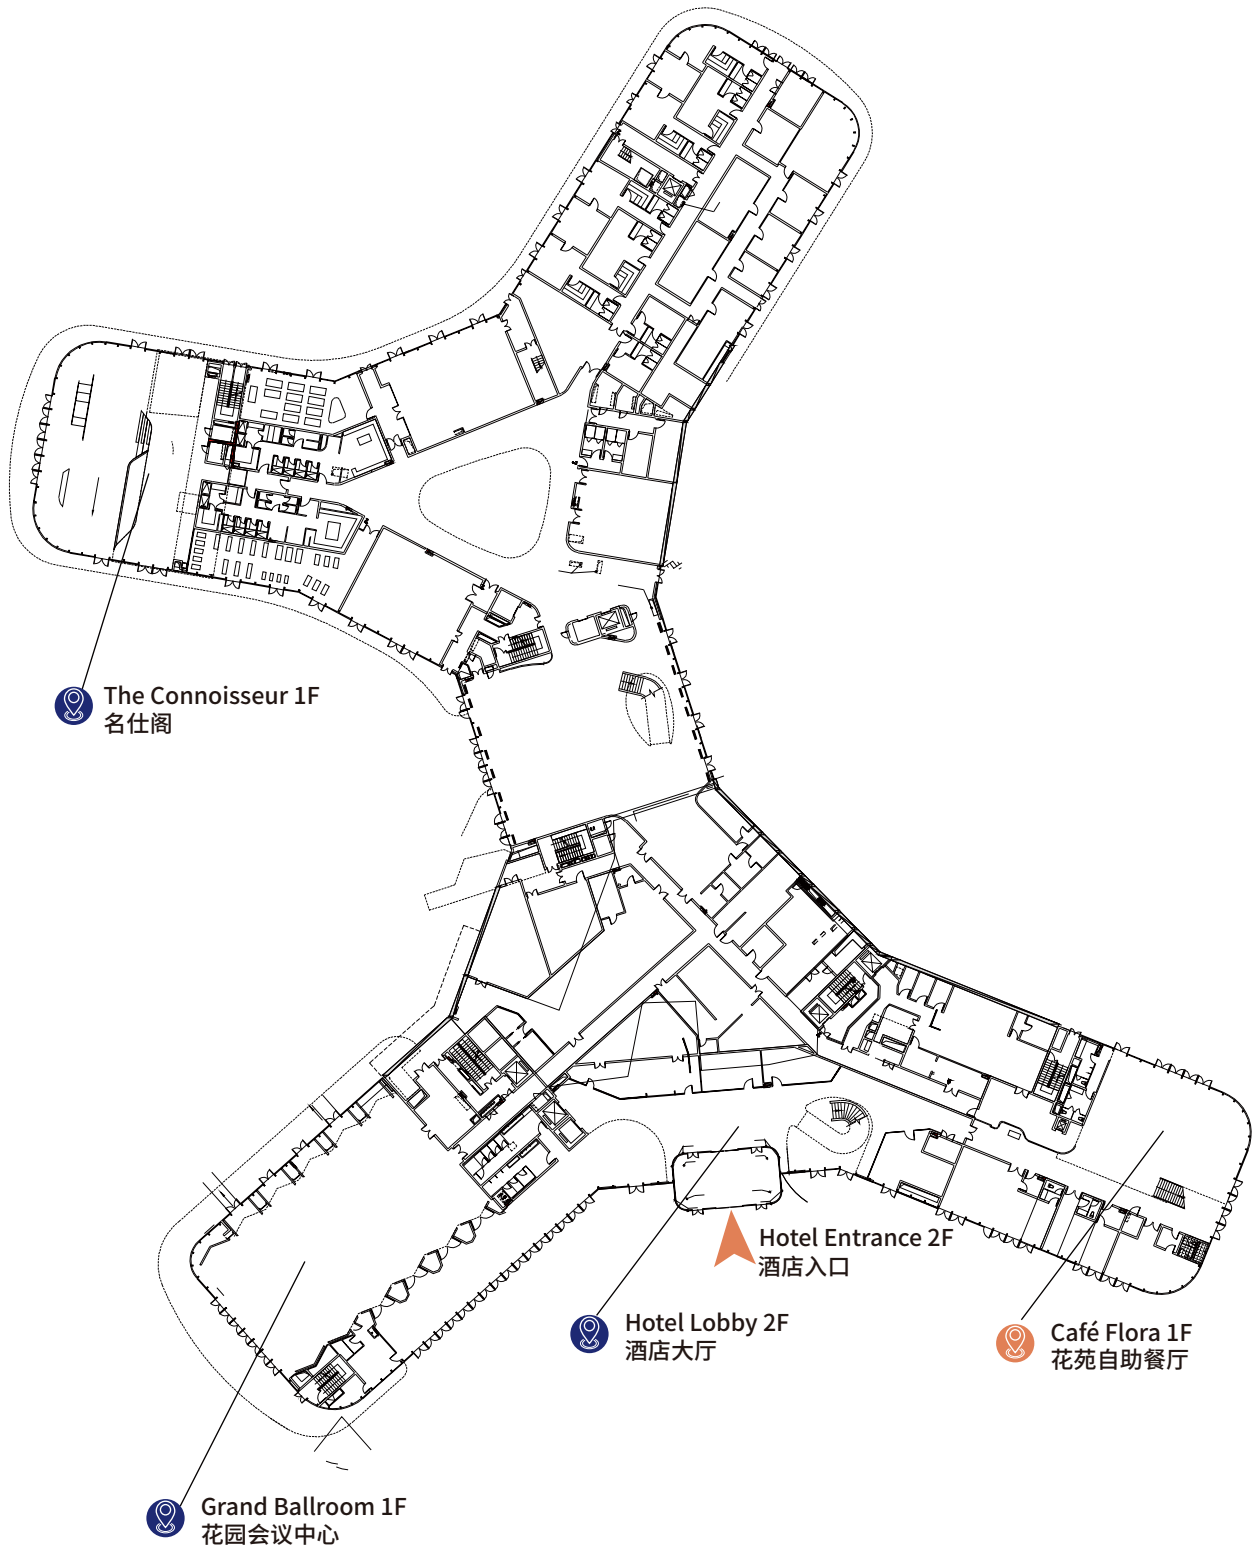 The Connoisseur 1F
名仕阁
Hotel Entrance 2F
酒店入口
Hotel Lobby 2F
酒店大厅
Café Flora 1F
花苑自助餐厅
Grand Ballroom 1F
花园会议中心